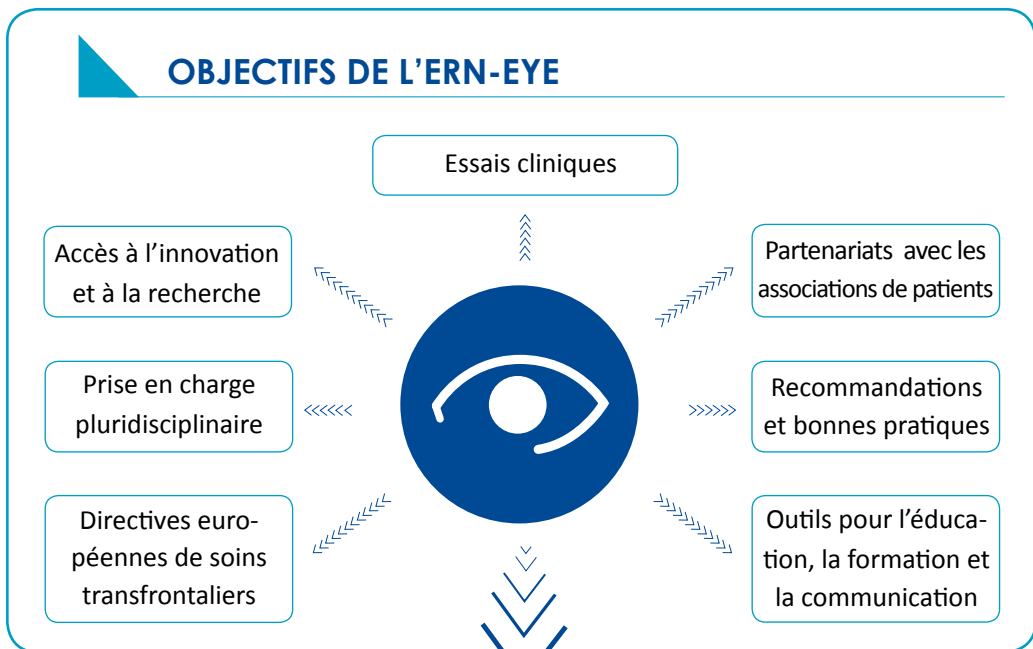 OBJECTIFS DE L’ERN-EYE
Essais cliniques
Accès à l’innovation
et à la recherche
Partenariats avec les
associations de patients
Prise en charge
pluridisciplinaire
Recommandations
et bonnes pratiques
Directives euro-
péennes de soins
transfrontaliers
Outils pour l’éduca-
tion, la formation et
la communication